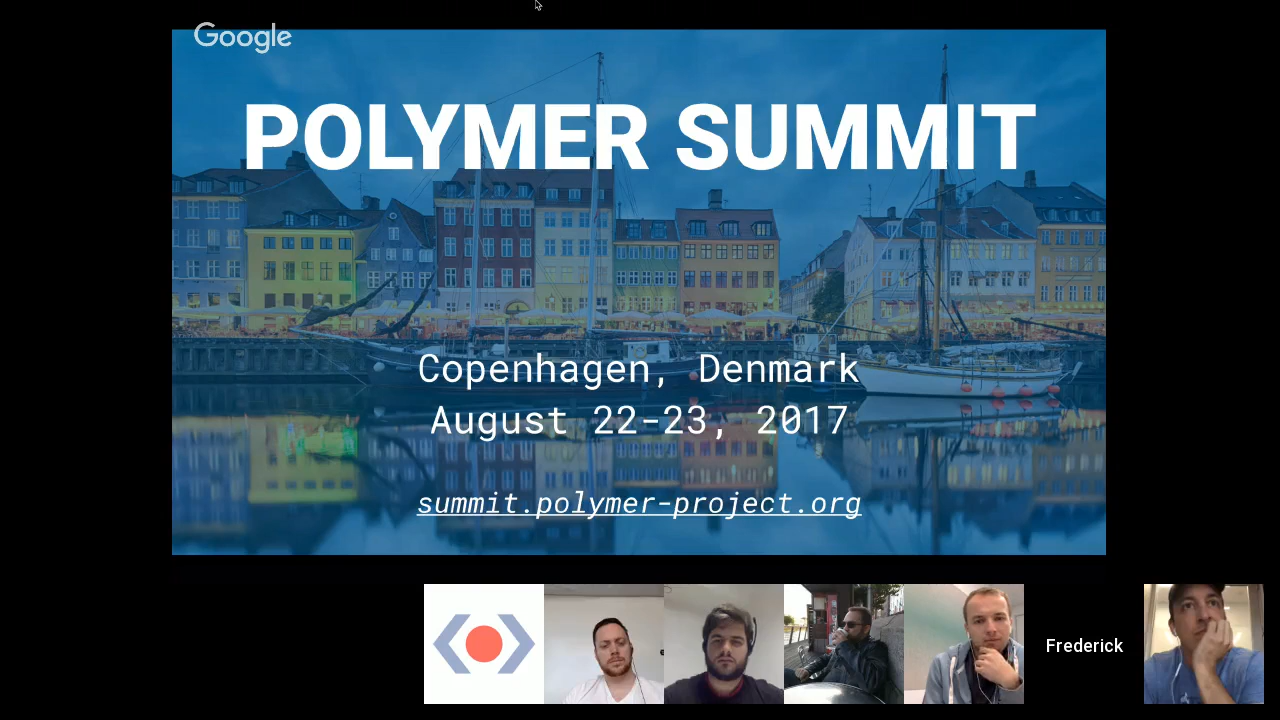 Google
POLYMER SUMMIT
Copenhagen, Denmark
August 22-23, 2017
summit.polymer-project.org
Frederick